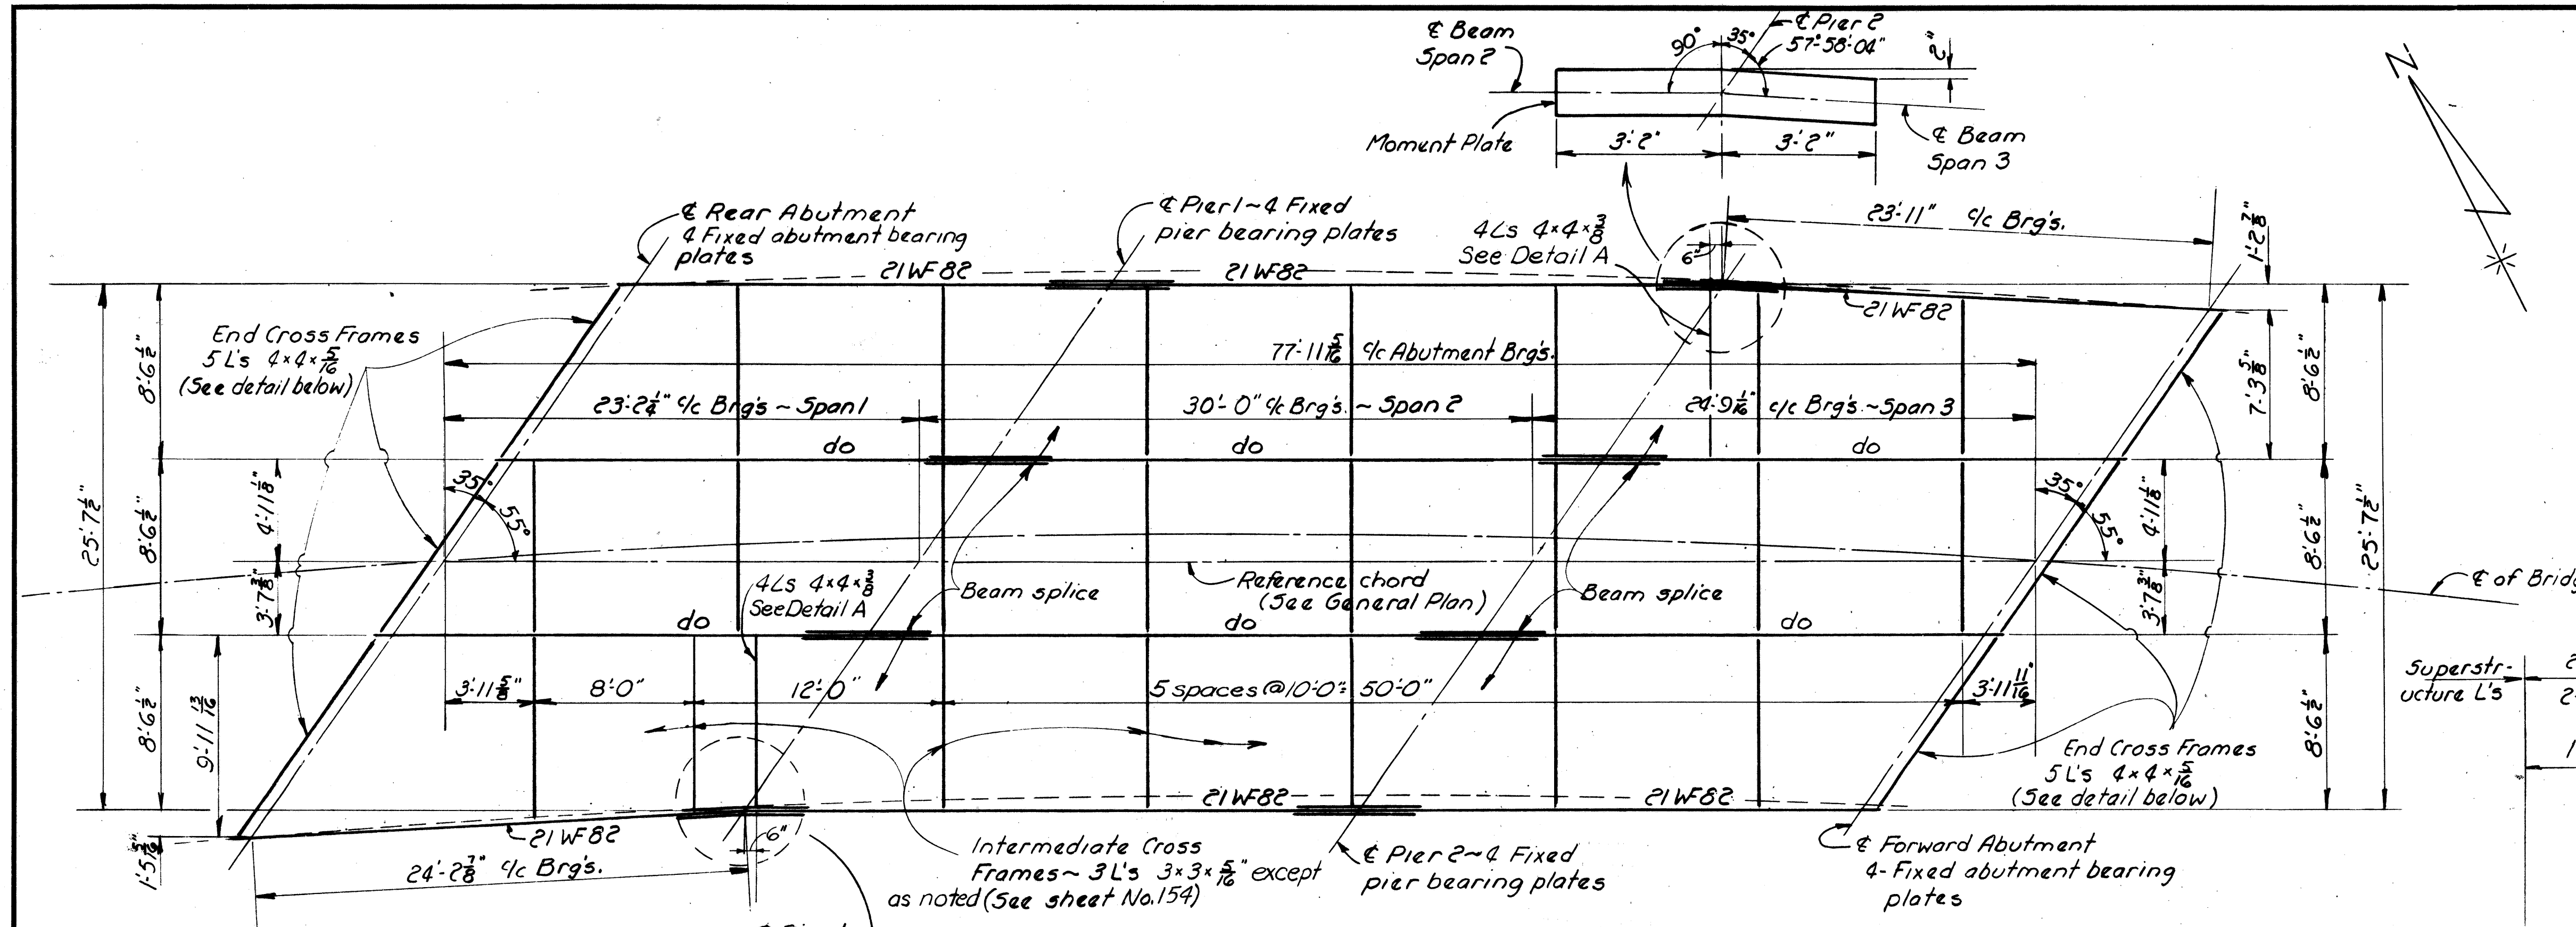 ℄ Beam
Span 2
℄ Pier 2
57°-58'-04"
90°
35°
2"
Moment Plate
3'-2"
3'-2"
℄ Beam
Span 3
N
℄ Rear Abutment
4 Fixed abutment bearing
plates
℄ Pier 1 ~ 4 Fixed
pier bearing plates
4 Ls 4×4×3/8
See Detail A
6"
23'-11" c/c Brg's.
1'-2 7/8"
21 WF 82
21 WF 82
21 WF 82
End Cross Frames
5 L's 4×4×5/16
(See detail below)
77'-11 5/16" c/c Abutment Brg's.
23'-2 1/4" c/c Brg's ~ Span 1
30'-0" c/c Brg's. ~ Span 2
24'-9 1/16" c/c Brg's. ~ Span 3
8'-6 1/2"
8'-6 1/2"
7'-3 5/8"
do
do
do
25'-7 1/2"
8'-6 1/2"
4'-11 1/8"
35°
55°
35°
55°
4'-11 1/8"
8'-6 1/2"
25'-7 1/2"
3'-7 3/8"
4 Ls 4×4×3/8
See Detail A
Beam splice
Reference chord
(See General Plan)
Beam splice
3'-7 3/8"
℄ of Brid
do
do
do
8'-6 1/2"
9'-11 13/16"
3'-11 5/8"
8'-0"
12'-0"
5 spaces @ 10'-0" = 50'-0"
3'-11 11/16"
8'-6 1/2"
Superstr-
ucture L's
2
2
1
End Cross Frames
5 L's 4×4×5/16
(See detail below)
21 WF 82
21 WF 82
21 WF 82
1'-5 5/16"
6"
24'-2 7/8" c/c Brg's.
Intermediate Cross
Frames ~ 3 L's 3×3×5/16" except
as noted (See sheet No. 154)
℄ Pier 2 ~ 4 Fixed
pier bearing plates
℄ Forward Abutment
4 - Fixed abutment bearing
plates